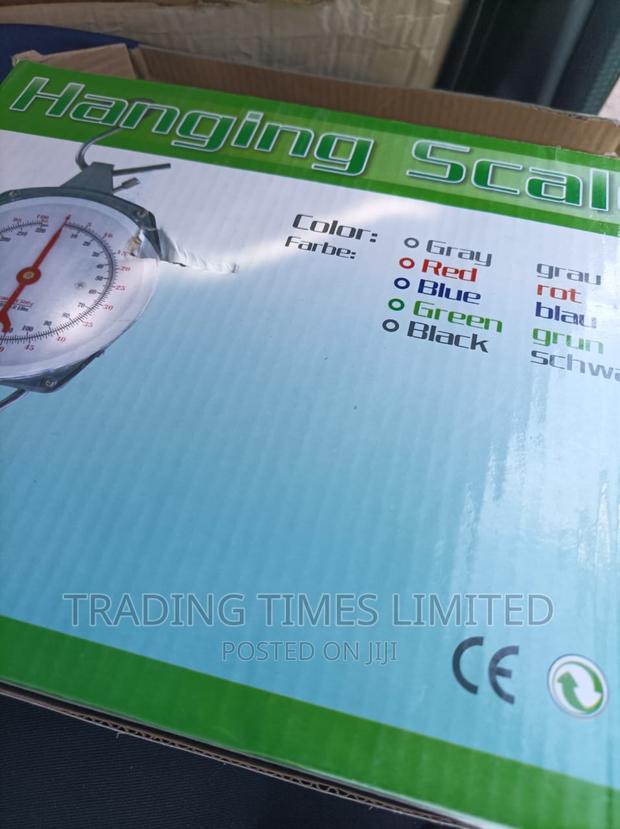 Hanging Scal
Color:
Farbe:
Gray grau
Red rot
Blue blau
Green grun
Black schwa
TRADING TIMES LIMITED
POSTED ON JIJI
CE